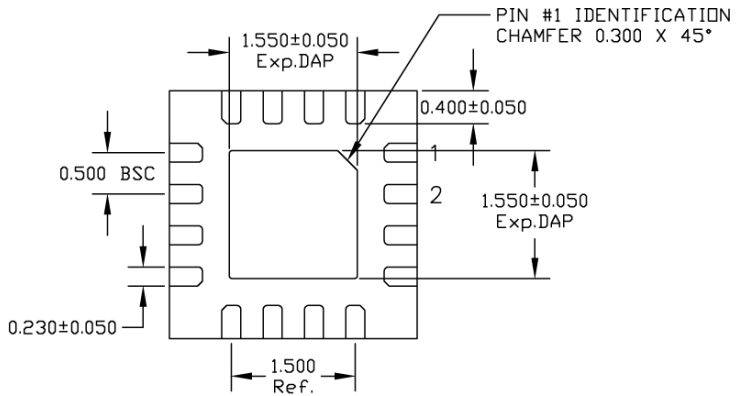 PIN #1 IDENTIFICATION
CHAMFER 0.300 X 45°
1.550±0.050
Exp.DAP
0.400±0.050
1
0.500 BSC
2
1.550±0.050
Exp.DAP
0.230±0.050
1.500
Ref.